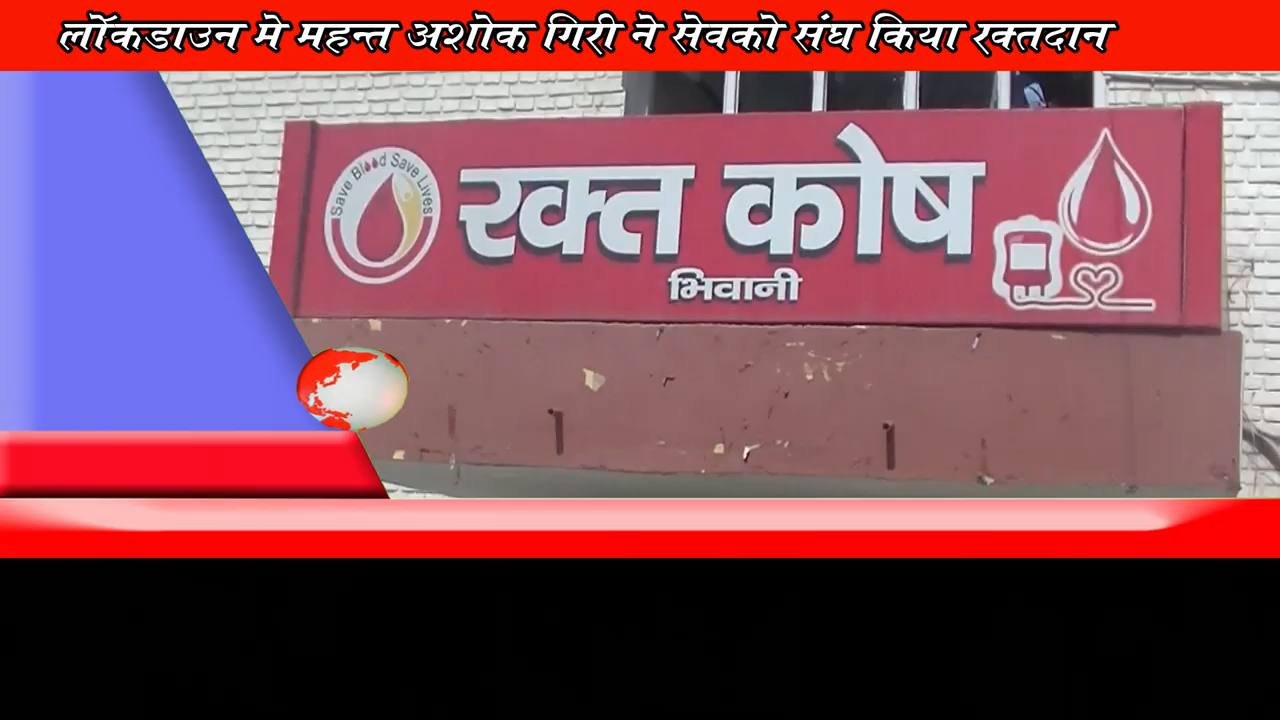 लॉकडाउन मे महन्त अशोक गिरी ने सेवको संघ किया रक्तदान
Save Blood Save Lives
रक्त कोष
भिवानी